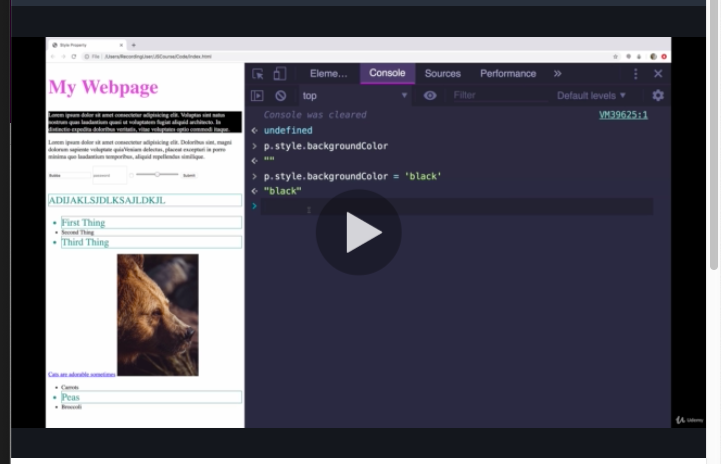 Style Property
File | /Users/RecordingUser/JSCourse/Code/index.html
My Webpage
Eleme...
Console
Sources
Performance
»
top
Filter
Default levels ▼
Console was cleared
VM39625:1
undefined
> p.style.backgroundColor
""
> p.style.backgroundColor = 'black'
"black"
>
Lorem ipsum dolor sit amet consectetur adipisicing elit. Voluptas sint natus
nostrum quas laudantium quasi ut voluptatem fugiat aliquid architecto. In
distinctio expedita doloribus veritatis, vitae voluptates optio commodi itaque.
Lorem ipsum dolor sit amet consectetur, adipisicing elit. Doloribus sint, magni
dolorum sapiente voluptate quia Veniam delectus, placeat excepturi in porro
minima quo laudantium temporibus, aliquid repellendus similique.
password
Submit
ADIJAKLSJDLKSAJLDKJL
First Thing
Second Thing
Third Thing
Cats are adorable sometimes
Carrots
Peas
Broccoli
Udemy